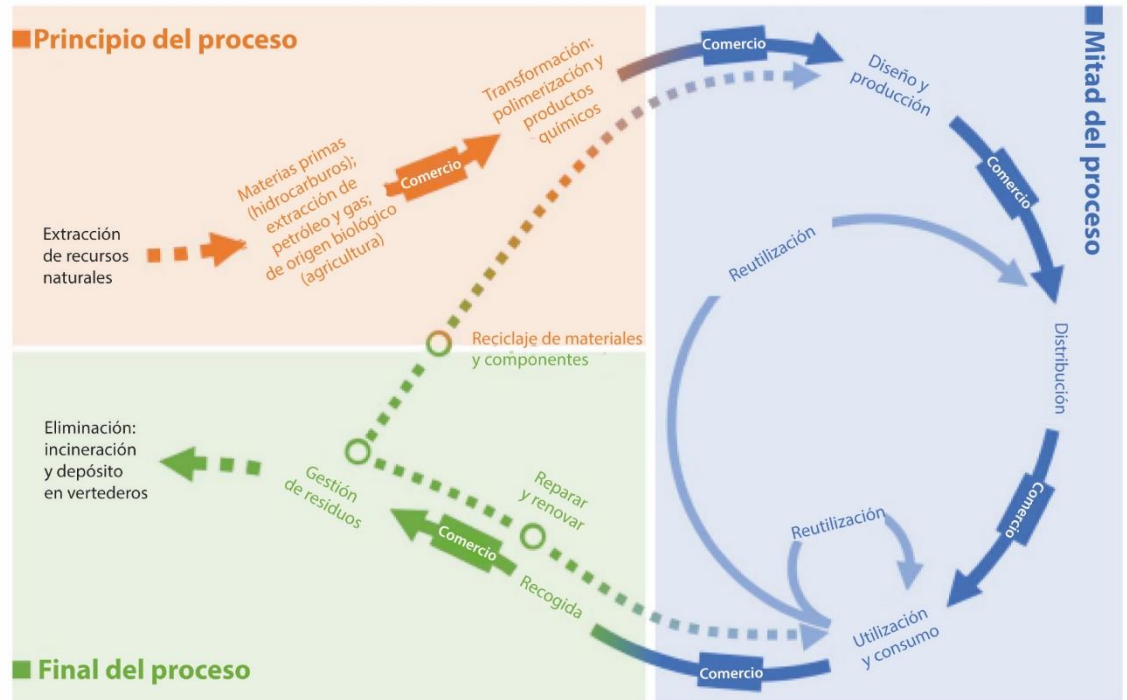 Principio del proceso
Extracción
de recursos
naturales
Materias primas
(hidrocarburos);
extracción de
petróleo y gas;
de origen biológico
(agricultura)
Comercio
Transformación:
polimerización y
productos
químicos
Comercio
Mitad del proceso
Diseño y
producción
Comercio
Reutilización
Distribución
Comercio
Reutilización
Utilización
y consumo
Comercio
Reciclaje de materiales
y componentes
Eliminación:
incineración
y depósito
en vertederos
Gestión
de residuos
Reparar
y renovar
Comercio
Recogida
Final del proceso